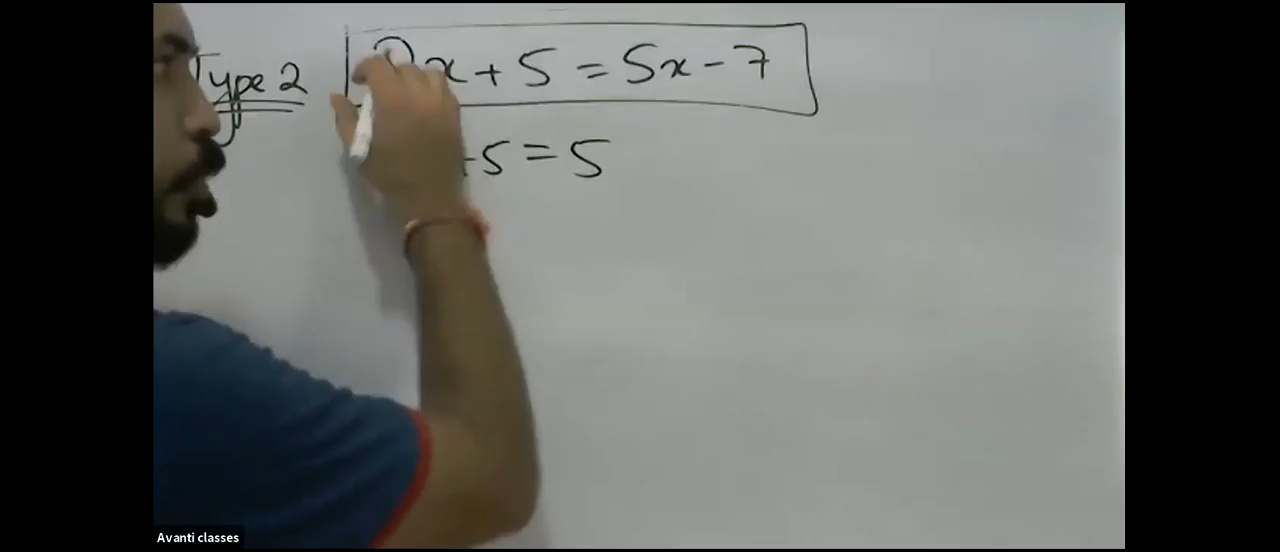 Type 2
x + 5 = 5x - 7
5 = 5
Avanti classes